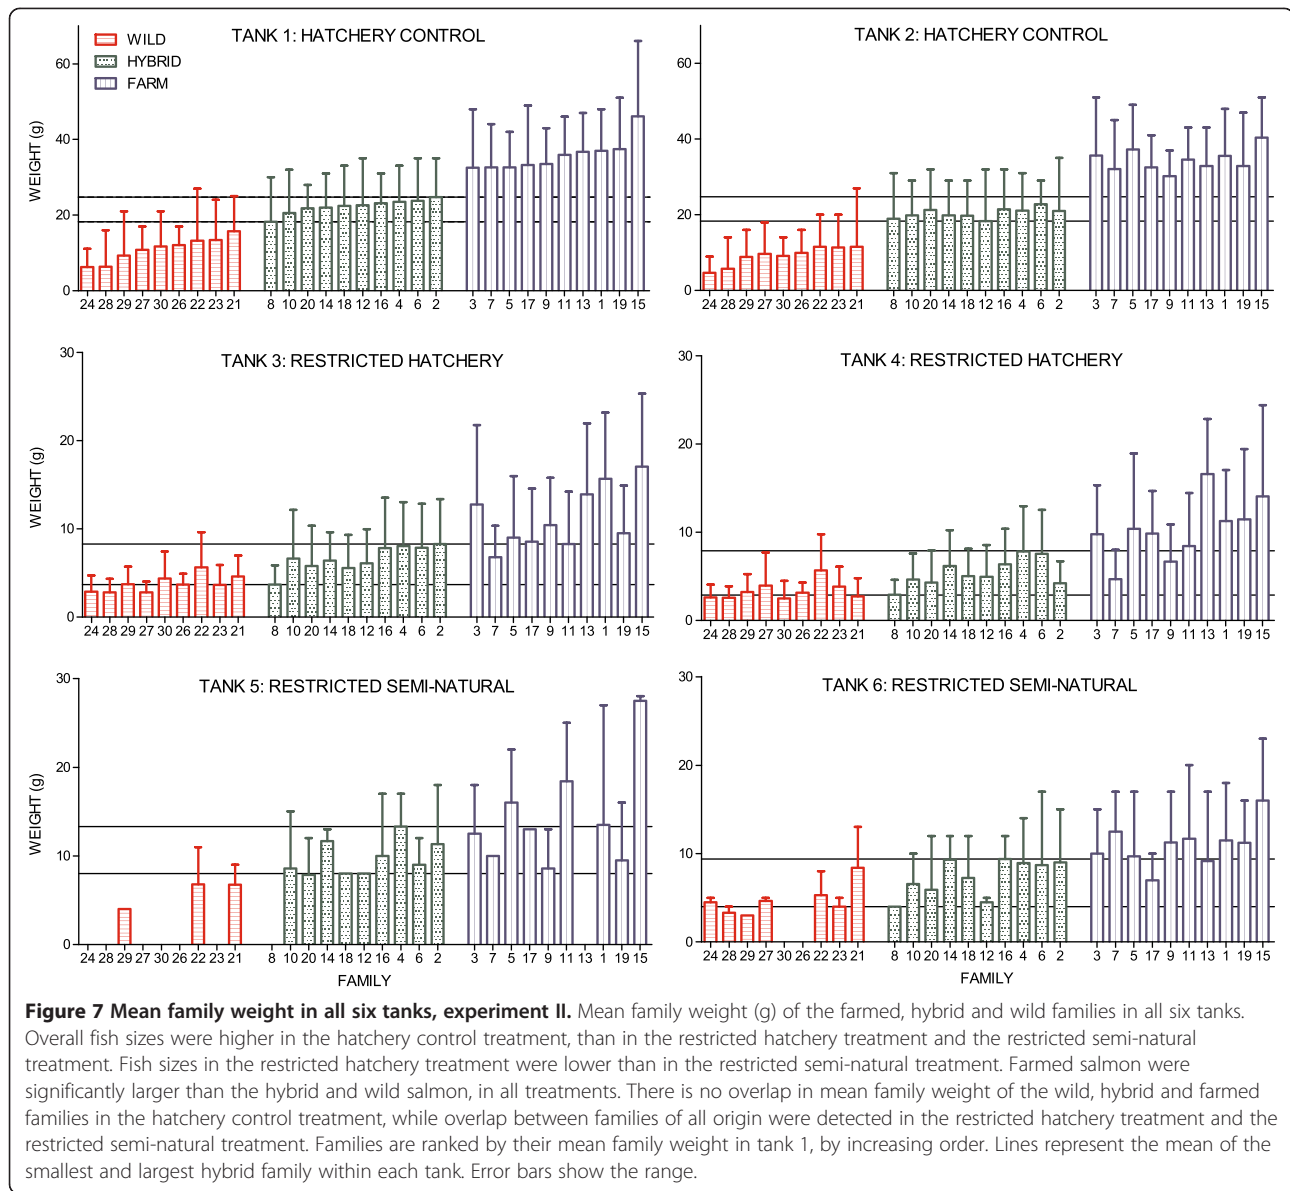 TANK 1: HATCHERY CONTROL
WILD
HYBRID
FARM
WEIGHT (g)
60
40
20
0
24 28 29 27 30 26 22 23 21 8 10 20 14 18 12 16 4 6 2 3 7 5 17 9 11 13 1 19 15
TANK 2: HATCHERY CONTROL
60
40
20
0
24 28 29 27 30 26 22 23 21 8 10 20 14 18 12 16 4 6 2 3 7 5 17 9 11 13 1 19 15
TANK 3: RESTRICTED HATCHERY
WEIGHT (g)
30
20
10
0
24 28 29 27 30 26 22 23 21 8 10 20 14 18 12 16 4 6 2 3 7 5 17 9 11 13 1 19 15
TANK 4: RESTRICTED HATCHERY
30
20
10
0
24 28 29 27 30 26 22 23 21 8 10 20 14 18 12 16 4 6 2 3 7 5 17 9 11 13 1 19 15
TANK 5: RESTRICTED SEMI-NATURAL
WEIGHT (g)
30
20
10
0
24 28 29 27 30 26 22 23 21 8 10 20 14 18 12 16 4 6 2 3 7 5 17 9 11 13 1 19 15
FAMILY
TANK 6: RESTRICTED SEMI-NATURAL
30
20
10
0
24 28 29 27 30 26 22 23 21 8 10 20 14 18 12 16 4 6 2 3 7 5 17 9 11 13 1 19 15
FAMILY
Figure 7 Mean family weight in all six tanks, experiment II. Mean family weight (g) of the farmed, hybrid and wild families in all six tanks.
Overall fish sizes were higher in the hatchery control treatment, than in the restricted hatchery treatment and the restricted semi-natural
treatment. Fish sizes in the restricted hatchery treatment were lower than in the restricted semi-natural treatment. Farmed salmon were
significantly larger than the hybrid and wild salmon, in all treatments. There is no overlap in mean family weight of the wild, hybrid and farmed
families in the hatchery control treatment, while overlap between families of all origin were detected in the restricted hatchery treatment and the
restricted semi-natural treatment. Families are ranked by their mean family weight in tank 1, by increasing order. Lines represent the mean of the
smallest and largest hybrid family within each tank. Error bars show the range.